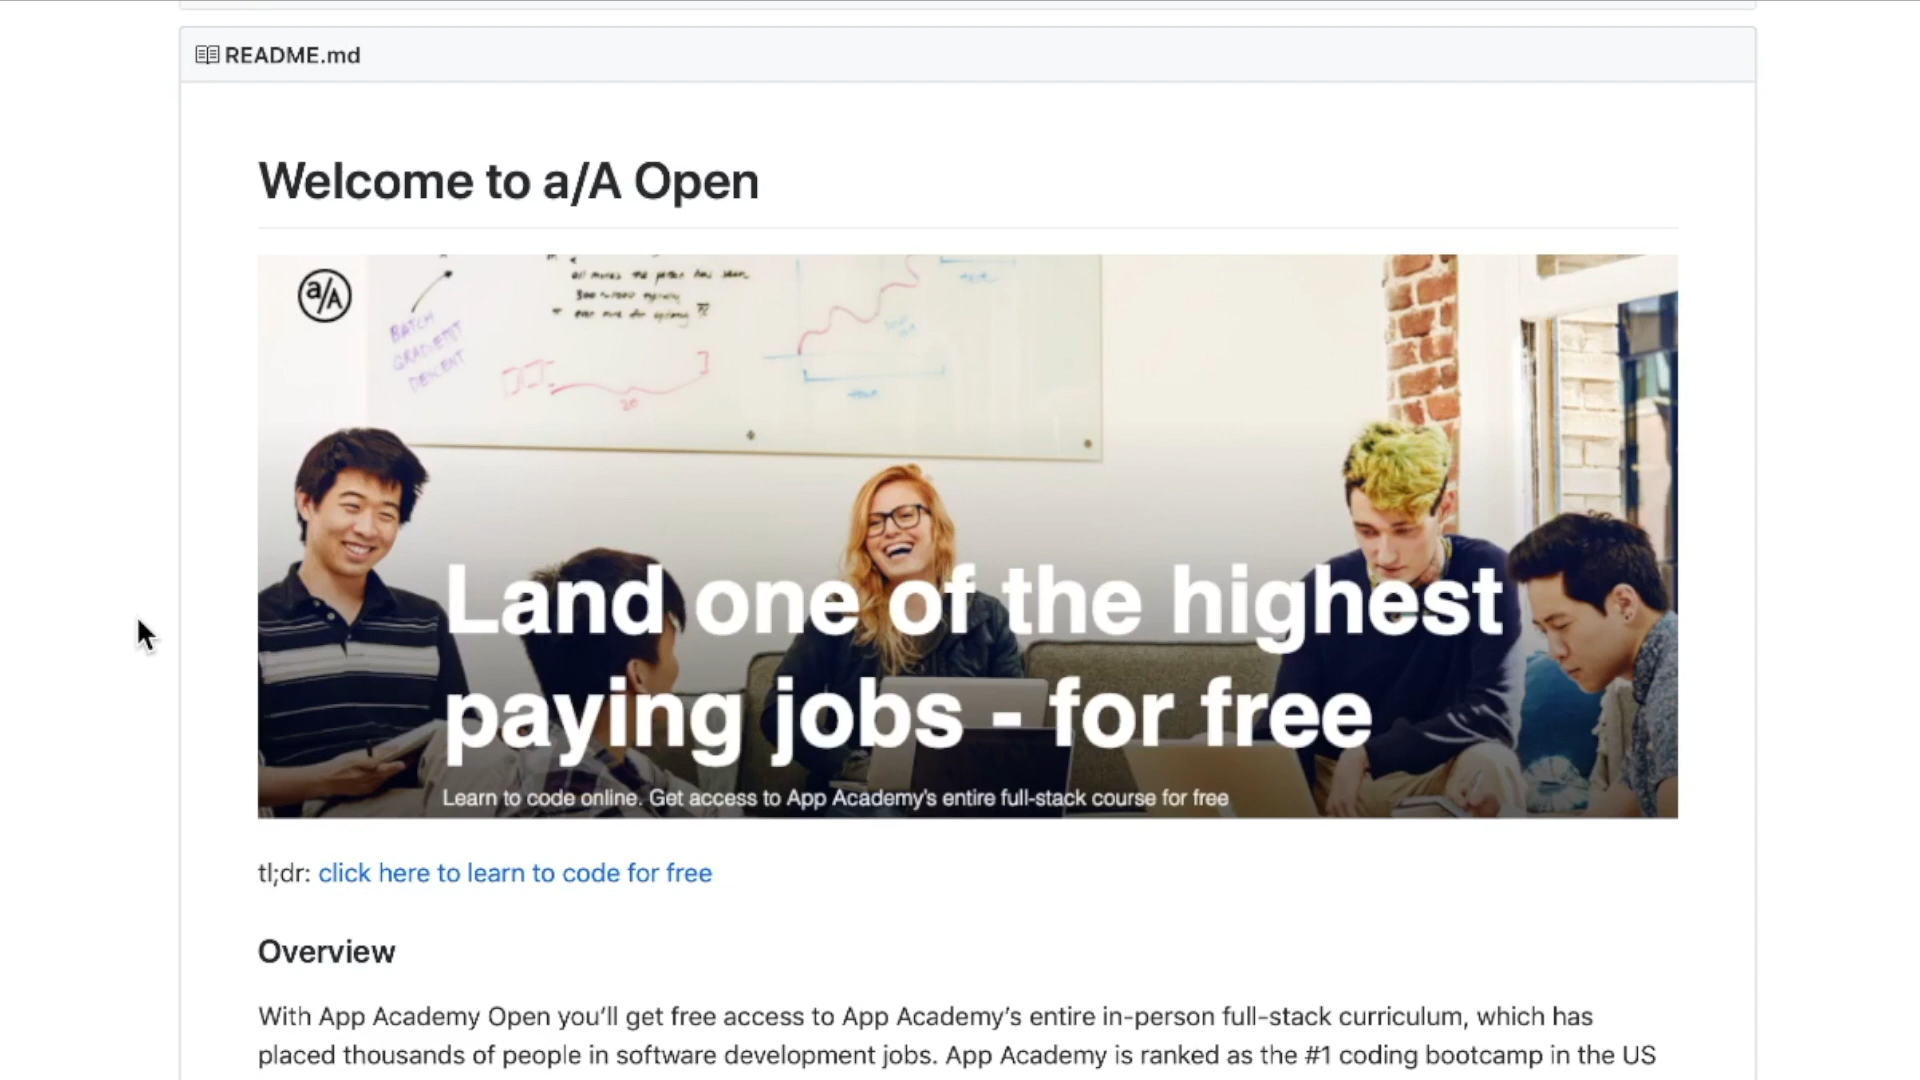 README.md
Welcome to a/A Open
a/A
BATCH
GRADIENT
DESCENT
20
Land one of the highest
paying jobs - for free
Learn to code online. Get access to App Academy's entire full-stack course for free
tl;dr: click here to learn to code for free
Overview
With App Academy Open you'll get free access to App Academy's entire in-person full-stack curriculum, which has
placed thousands of people in software development jobs. App Academy is ranked as the #1 coding bootcamp in the US